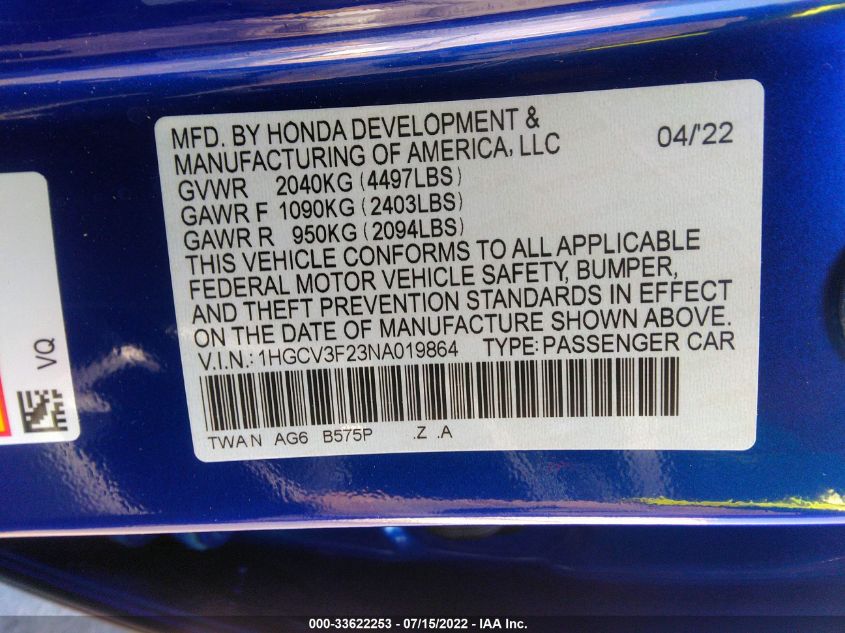 MFD. BY HONDA DEVELOPMENT &
MANUFACTURING OF AMERICA, LLC
04/'22
GVWR 2040KG (4497LBS)
GAWR F 1090KG (2403LBS)
GAWR R 950KG (2094LBS)
THIS VEHICLE CONFORMS TO ALL APPLICABLE
FEDERAL MOTOR VEHICLE SAFETY, BUMPER,
AND THEFT PREVENTION STANDARDS IN EFFECT
ON THE DATE OF MANUFACTURE SHOWN ABOVE.
V.I.N.: 1HGCV3F23NA019864 TYPE: PASSENGER CAR
TWAN AG6 B575P .Z .A
VQ
000-33622253 - 07/15/2022 - IAA Inc.